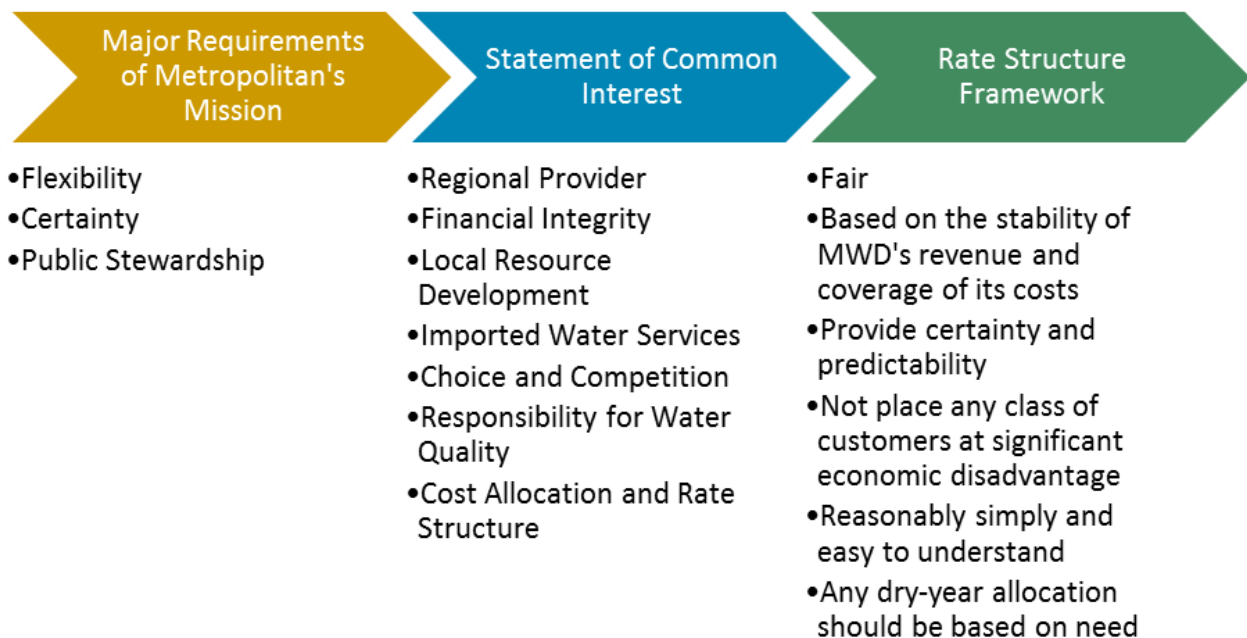 Major Requirements
of Metropolitan's
Mission
•Flexibility
•Certainty
•Public Stewardship
Statement of Common
Interest
•Regional Provider
•Financial Integrity
•Local Resource
Development
•Imported Water Services
•Choice and Competition
•Responsibility for Water
Quality
•Cost Allocation and Rate
Structure
Rate Structure
Framework
•Fair
•Based on the stability of
MWD's revenue and
coverage of its costs
•Provide certainty and
predictability
•Not place any class of
customers at significant
economic disadvantage
•Reasonably simply and
easy to understand
•Any dry-year allocation
should be based on need